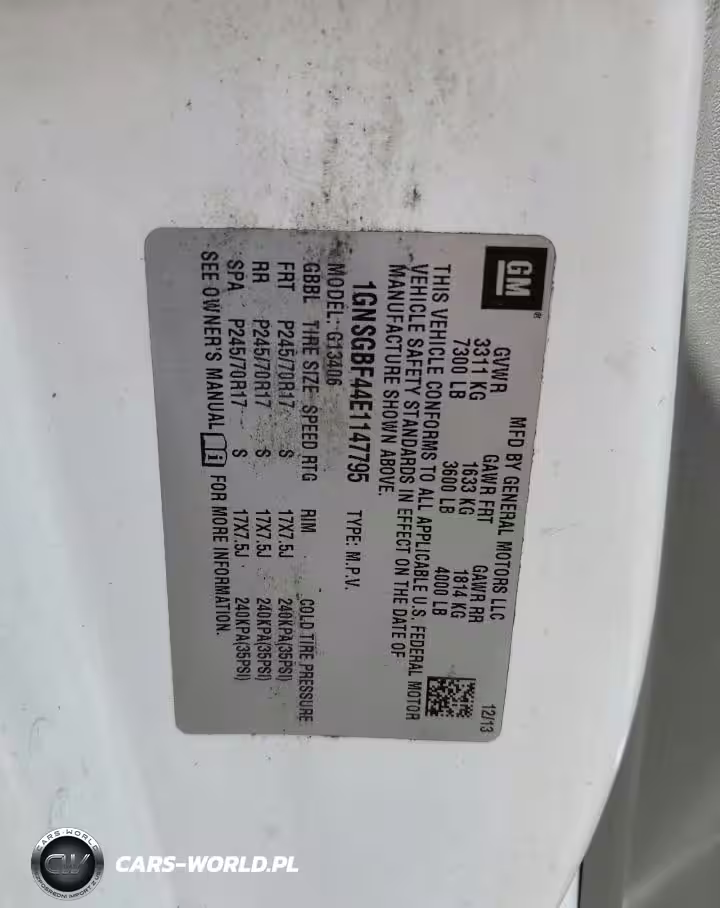 GM®
MFD BY GENERAL MOTORS LLC 12/13
GVWR GAWR FRT GAWR RR
3311 KG 1633 KG 1814 KG
7300 LB 3600 LB 4000 LB
THIS VEHICLE CONFORMS TO ALL APPLICABLE U.S. FEDERAL MOTOR
VEHICLE SAFETY STANDARDS IN EFFECT ON THE DATE OF
MANUFACTURE SHOWN ABOVE.
1GNSGBF44E1147795 TYPE: M.P.V.
MODEL: G13406
GBBL TIRE SIZE SPEED RTG RIM COLD TIRE PRESSURE
FRT P245/70R17 S 17X7.5J 240KPA(35PSI)
RR P245/70R17 S 17X7.5J 240KPA(35PSI)
SPA P245/70R17 S 17X7.5J 240KPA(35PSI)
SEE OWNER'S MANUAL i FOR MORE INFORMATION.
CARS-WORLD
CW
CARS-WORLD.PL